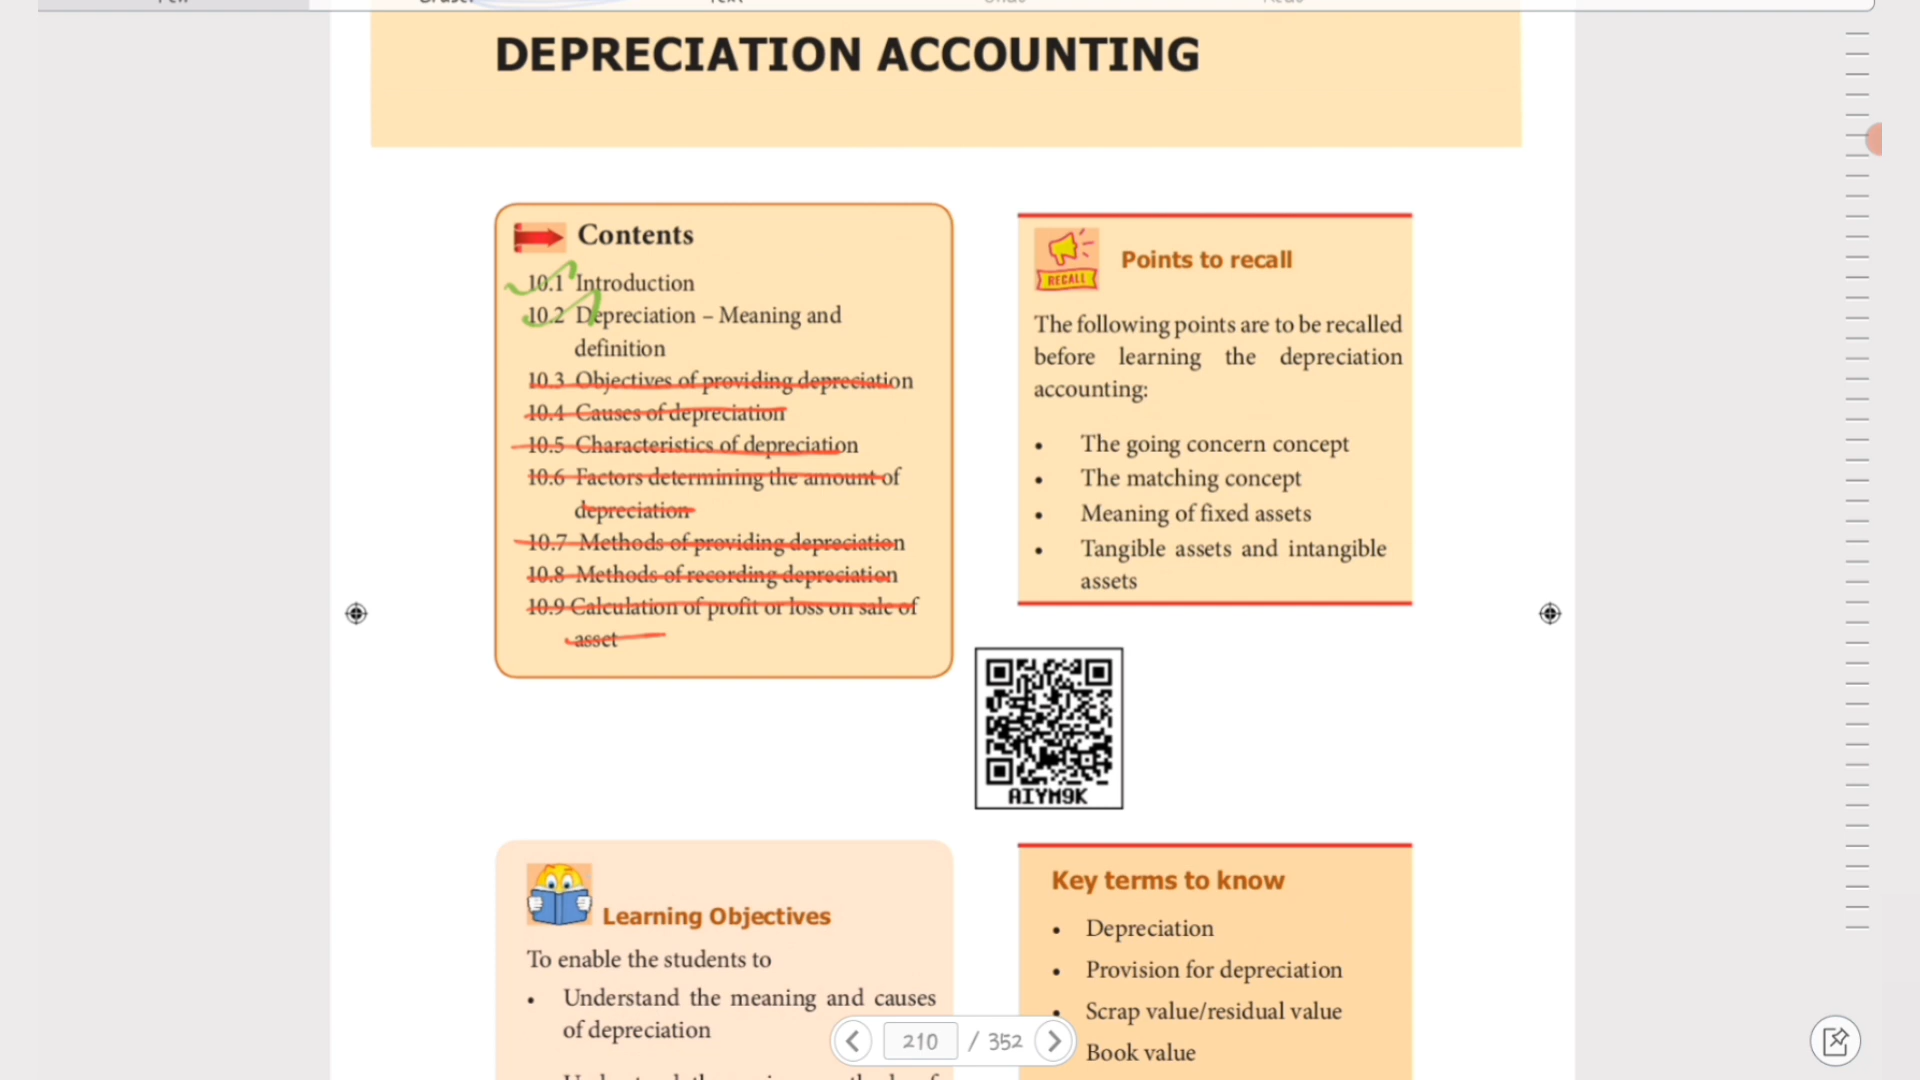 DEPRECIATION ACCOUNTING
Contents
10.1 Introduction
10.2 Depreciation – Meaning and
definition
10.3 Objectives of providing depreciation
10.4 Causes of depreciation
10.5 Characteristics of depreciation
10.6 Factors determining the amount of
depreciation
10.7 Methods of providing depreciation
10.8 Methods of recording depreciation
10.9 Calculation of profit or loss on sale of
asset
Points to recall
RECALL
The following points are to be recalled
before learning the depreciation
accounting:
• The going concern concept
• The matching concept
• Meaning of fixed assets
• Tangible assets and intangible
assets
AIYM9K
Learning Objectives
To enable the students to
• Understand the meaning and causes
of depreciation
Key terms to know
• Depreciation
• Provision for depreciation
• Scrap value/residual value
Book value
210 / 352